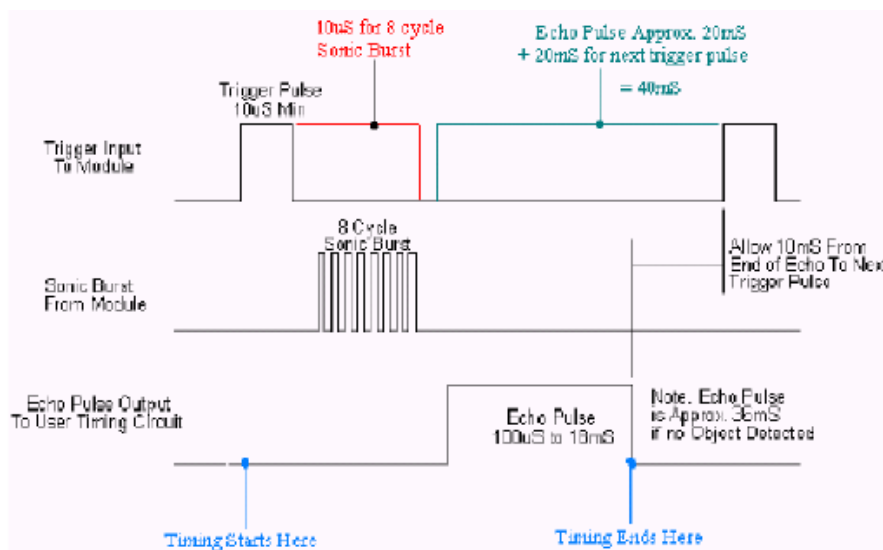 10uS for 8 cycle
Sonic Burst
Echo Pulse Approx. 20mS
+ 20mS for next trigger pulse
= 40mS
Trigger Pulse
10uS Min
Trigger Input
To Module
8 Cycle
Sonic Burst
Allow 10mS From
End of Echo To Next
Trigger Pulse
Sonic Burst
From Module
Echo Pulse Output
To User Timing Circuit
Echo Pulse
100uS to 18mS
Note. Echo Pulse
is Approx. 36mS
if no Object Detected
Timing Starts Here
Timing Ends Here